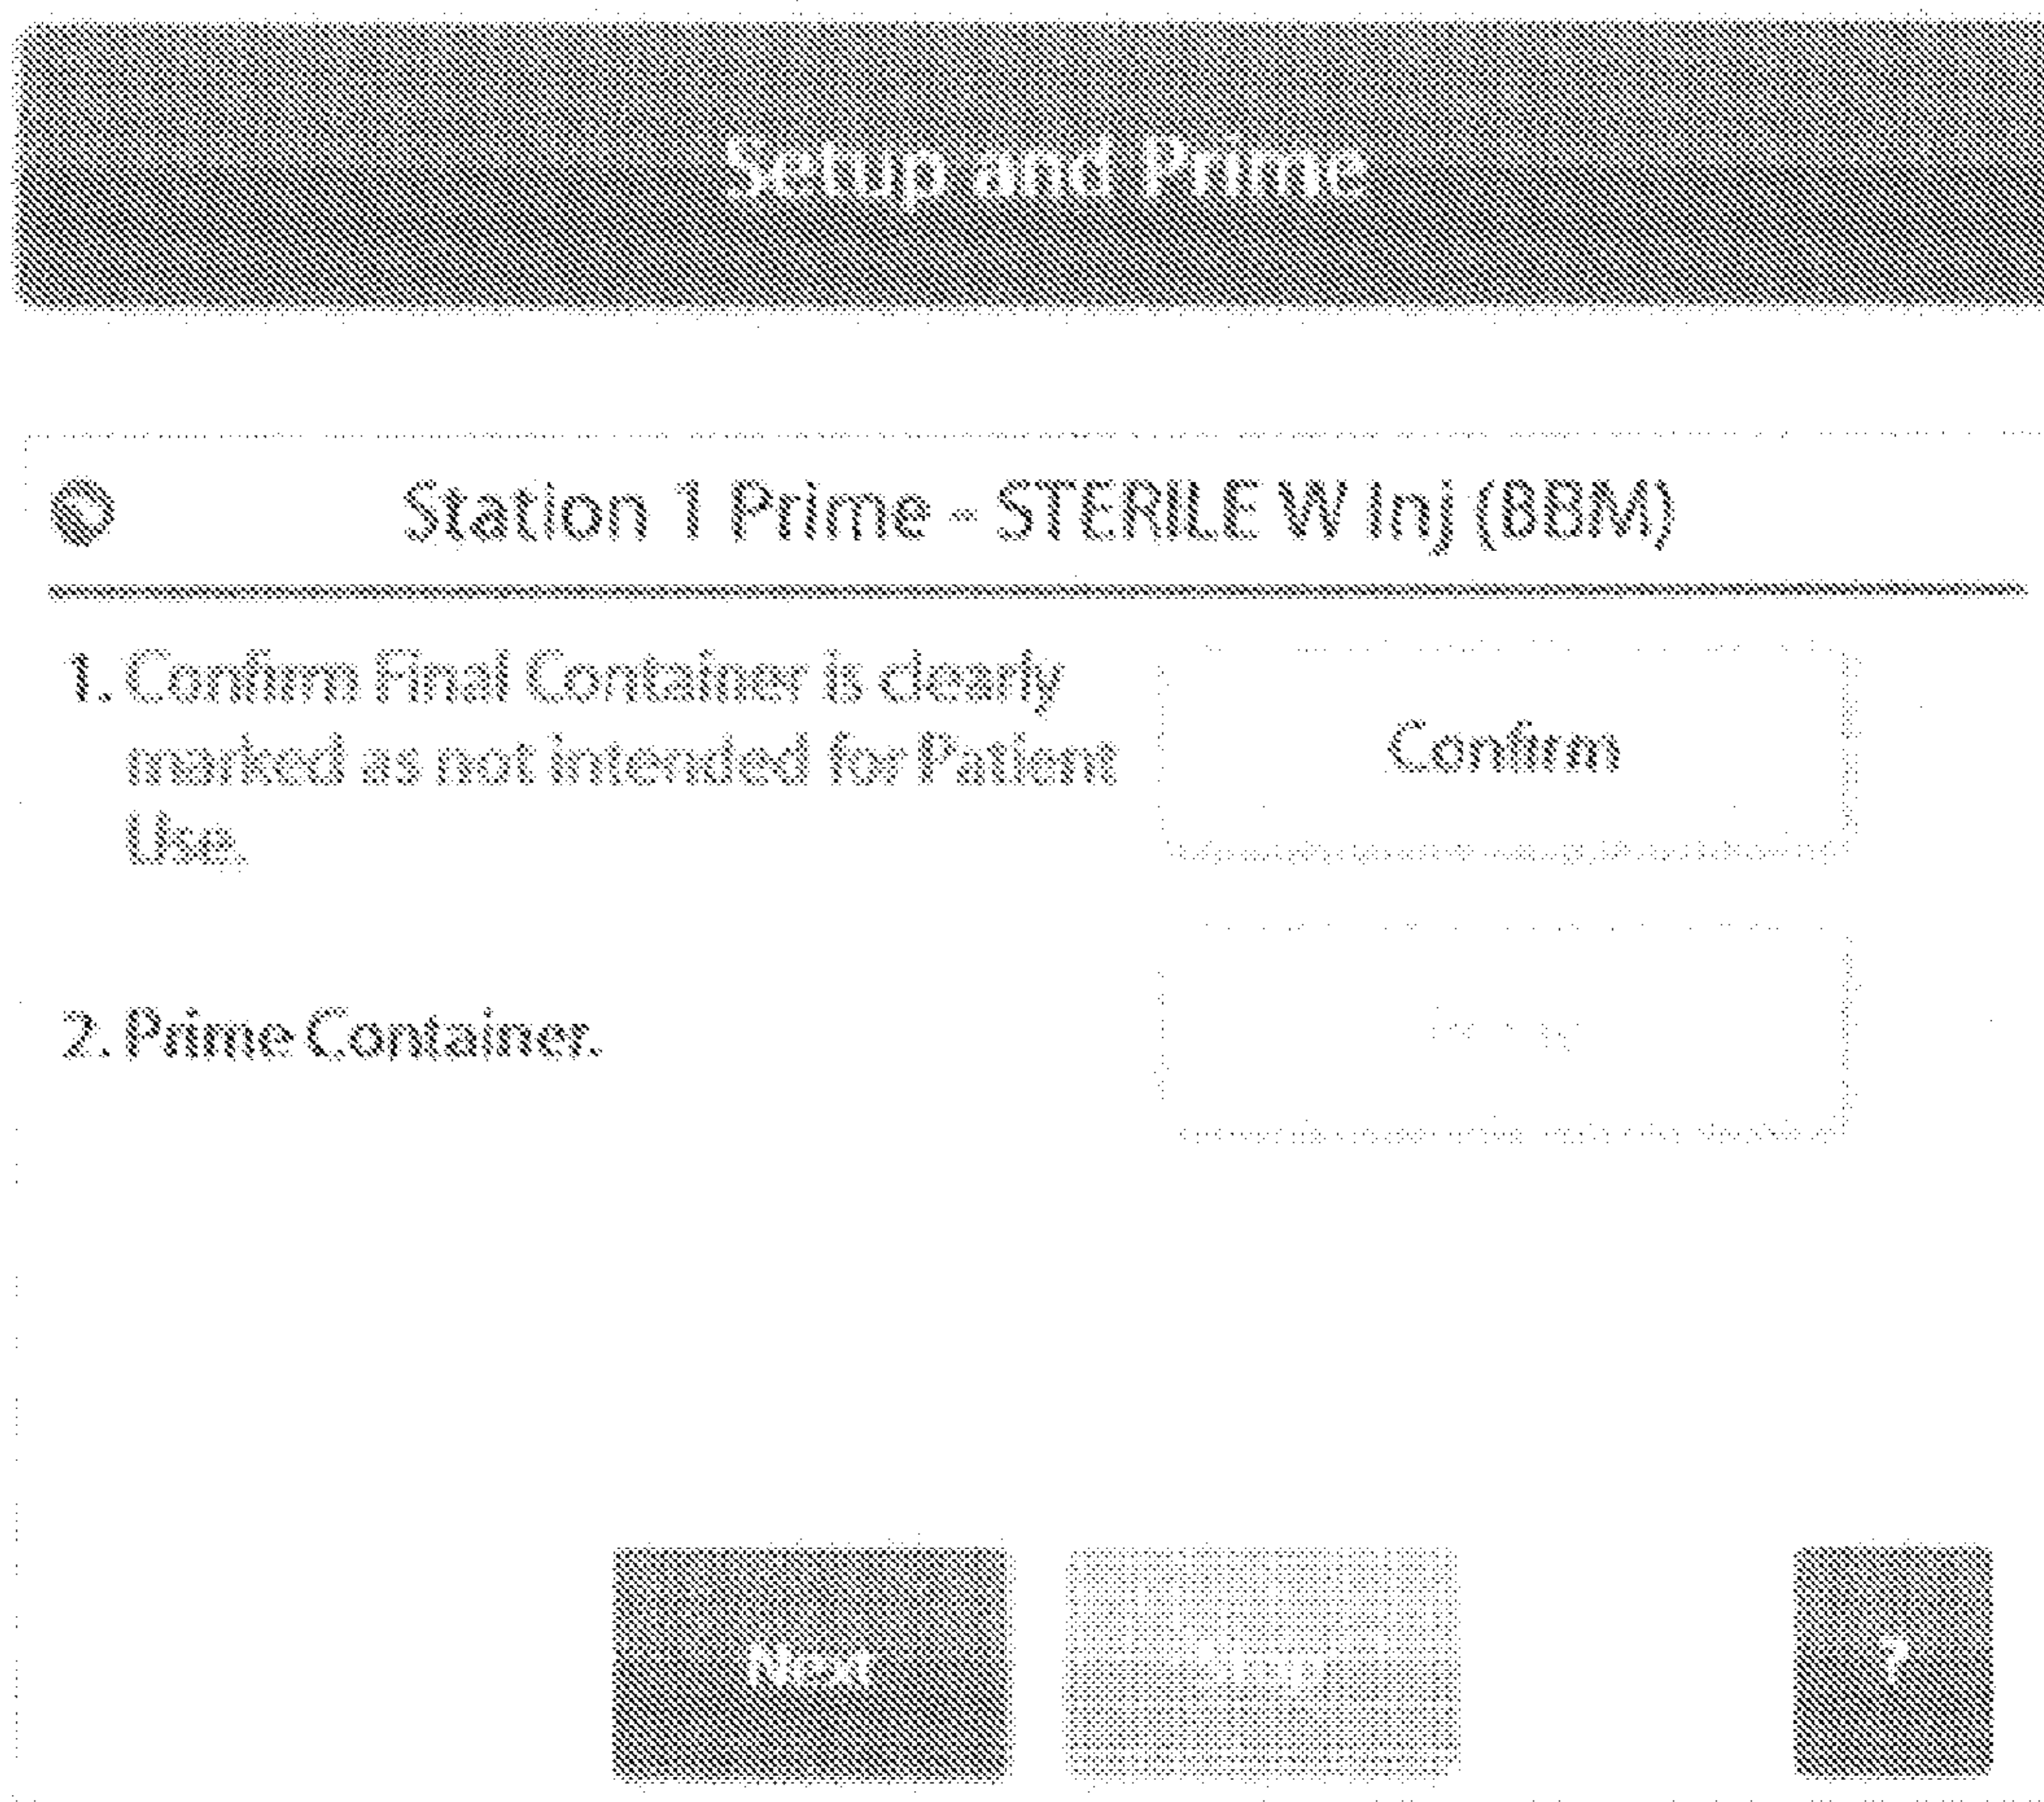 Setup and Prime
Station 1 Prime - STERILE W Inj (BBM)
1. Confirm Final Container is clearly
marked as not intended for Patient
Use.
Confirm
2. Prime Container.
Next
?